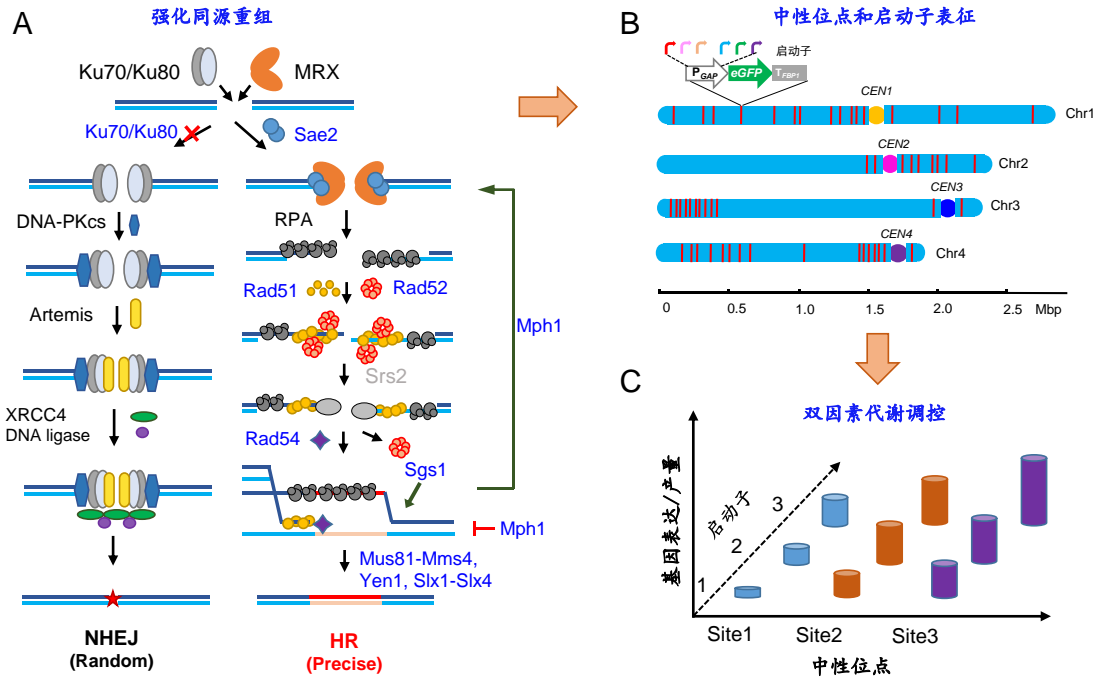 A
强化同源重组
Ku70/Ku80
MRX
Ku70/Ku80
Sae2
DNA-PKcs
RPA
Rad51
Rad52
Artemis
Mph1
Srs2
XRCC4
DNA ligase
Rad54
Sgs1
Mph1
Mus81-Mms4,
Yen1, Slx1-Slx4
NHEJ
(Random)
HR
(Precise)
B
中性位点和启动子表征
启动子
P_GAP eGFP T_FBP1
CEN1
Chr1
CEN2
Chr2
CEN3
Chr3
CEN4
Chr4
0 0.5 1.0 1.5 2.0 2.5 Mbp
C
双因素代谢调控
基因表达/产量
启动子
3
2
1
Site1 Site2 Site3
中性位点